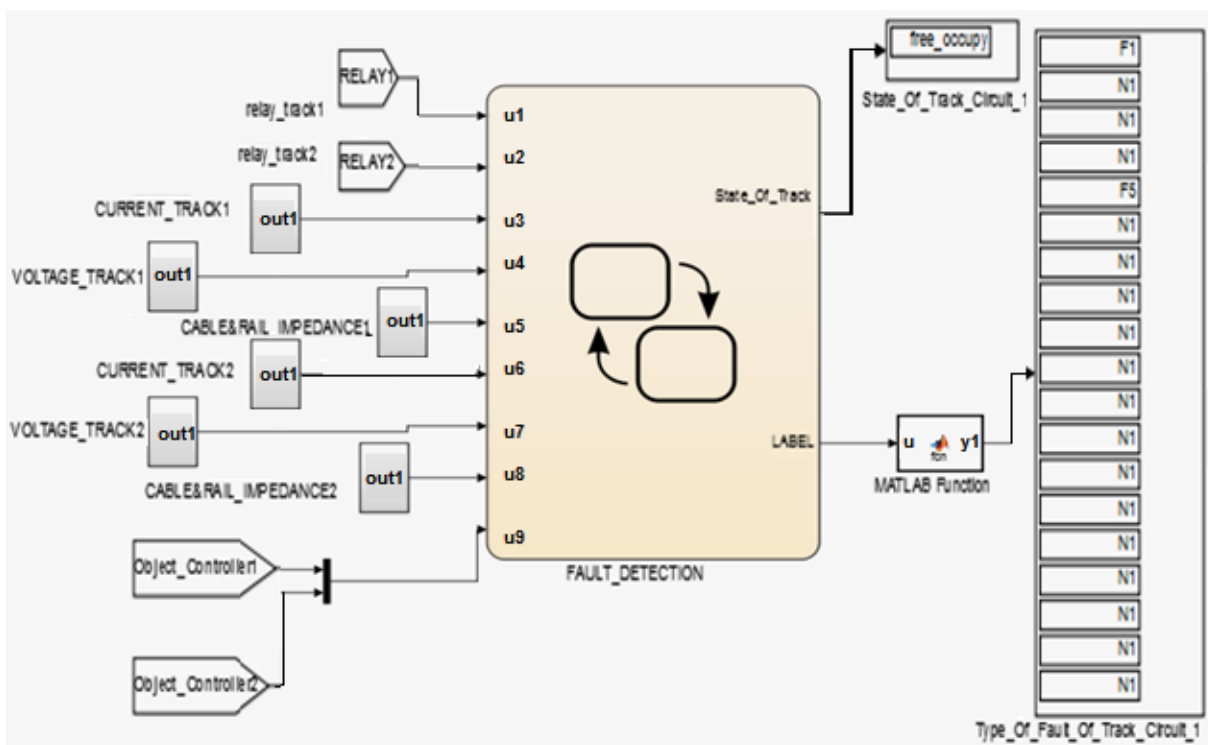 free_occupy
State_Of_Track_Circuit_1
RELAY1
relay_track1
u1
relay_track2
RELAY2
u2
CURRENT_TRACK1
out1
u3
State_Of_Track
VOLTAGE_TRACK1
out1
u4
CABLE&RAIL_IMPEDANCE1
out1
u5
CURRENT_TRACK2
out1
u6
VOLTAGE_TRACK2
out1
u7
LABEL
CABLE&RAIL_IMPEDANCE2
out1
u8
u9
FAULT_DETECTION
Object_Controller1
Object_Controller2
u
fcn
y1
MATLAB Function
F1
N1
N1
N1
F5
N1
N1
N1
N1
N1
N1
N1
N1
N1
N1
N1
N1
N1
N1
Type_Of_Fault_Of_Track_Circuit_1